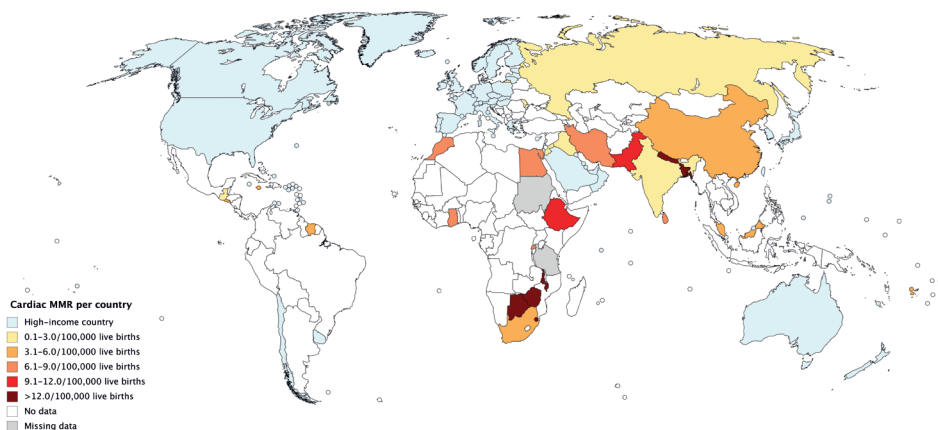 Cardiac MMR per country
High-income country
0.1–3.0/100,000 live births
3.1–6.0/100,000 live births
6.1–9.0/100,000 live births
9.1–12.0/100,000 live births
>12.0/100,000 live births
No data
Missing data